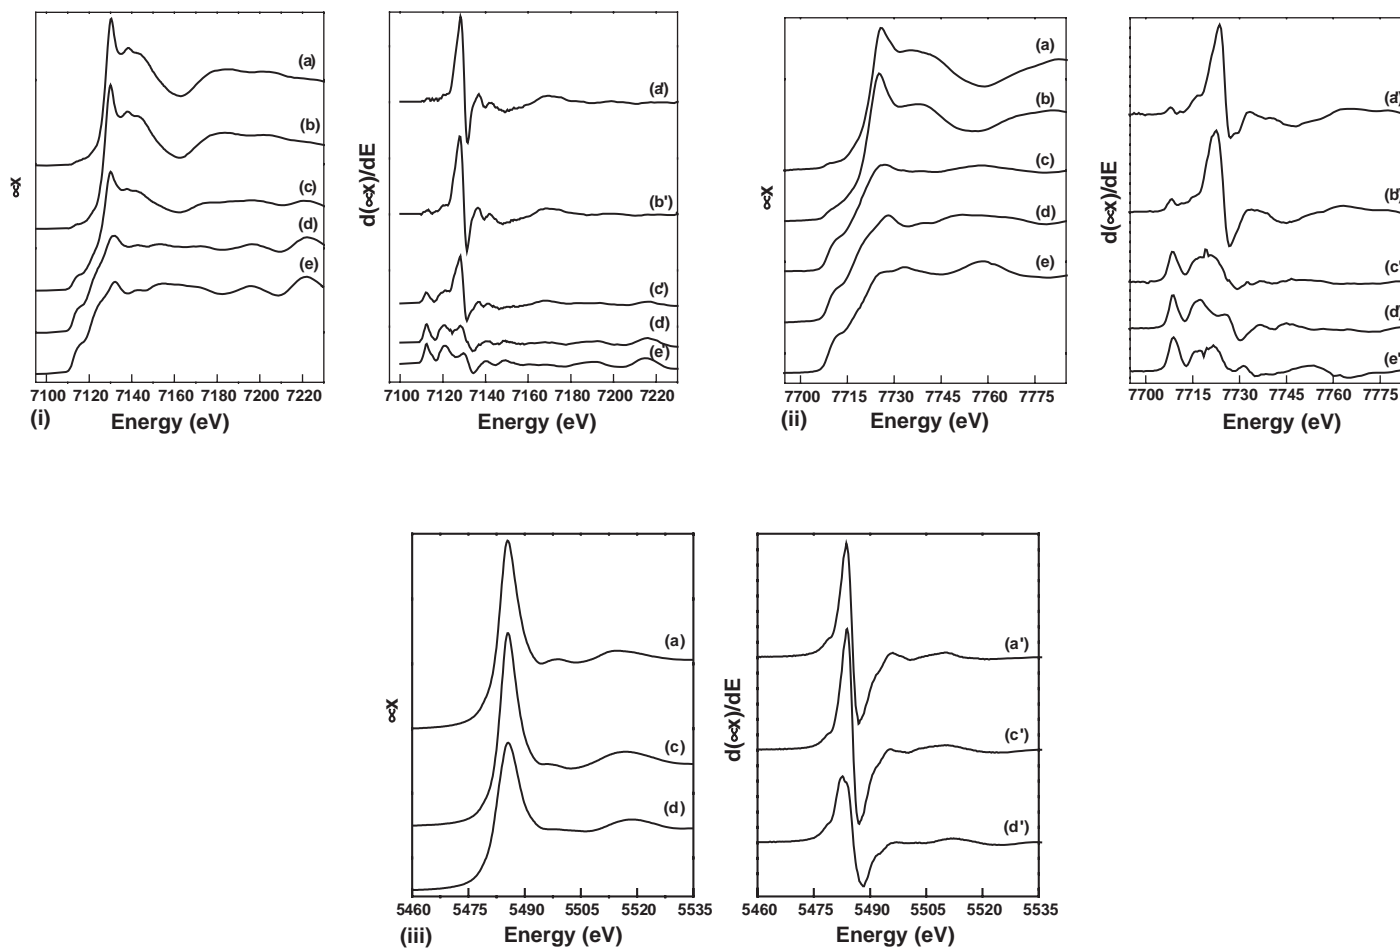 (a)
(b)
(c)
(d)
(e)
∝x
7100 7120 7140 7160 7180 7200 7220
(i)
Energy (eV)
(a')
(b')
(c')
(d')
(e')
d(∝x)/dE
7100 7120 7140 7160 7180 7200 7220
Energy (eV)
(a)
(b)
(c)
(d)
(e)
∝x
7700 7715 7730 7745 7760 7775
(ii)
Energy (eV)
(a'
(b'
(c'
(d'
(e'
d(∝x)/dE
7700 7715 7730 7745 7760 7775
Energy (eV)
(a)
(c)
(d)
∝x
5460 5475 5490 5505 5520 5535
(iii)
Energy (eV)
(a')
(c')
(d')
d(∝x)/dE
5460 5475 5490 5505 5520 5535
Energy (eV)